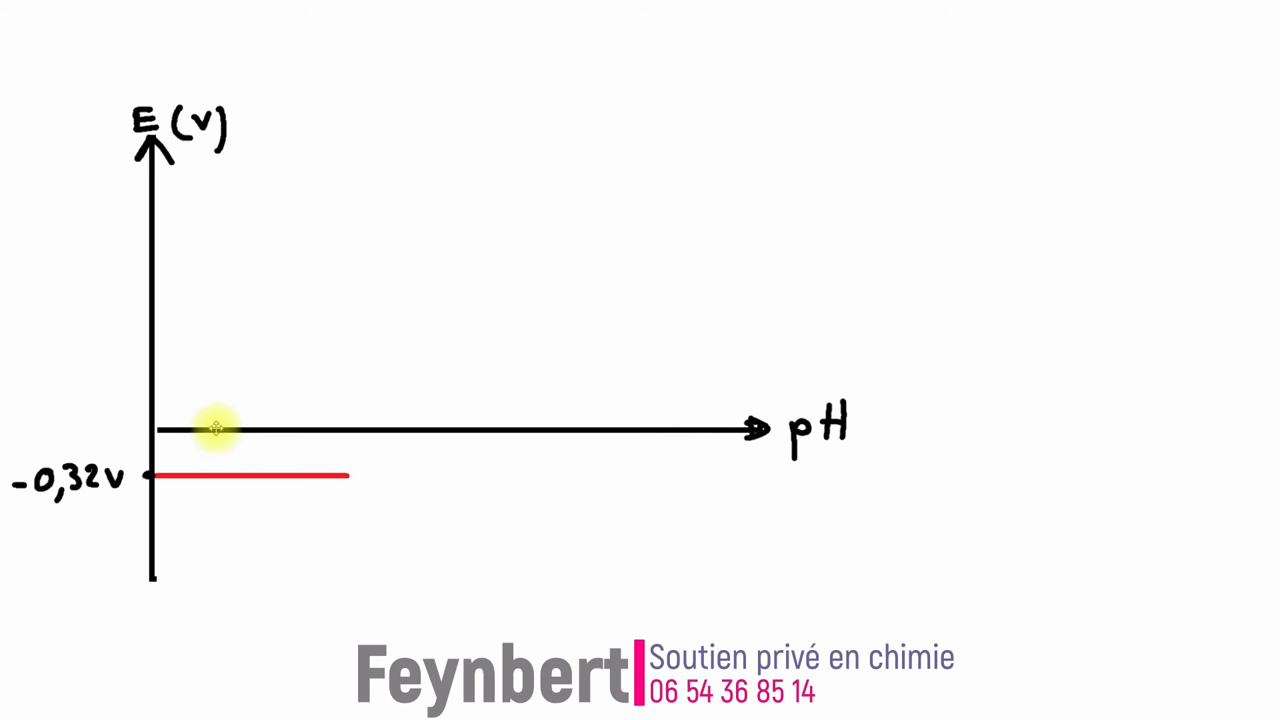 E (v)
pH
-0,32v
Feynbert
Soutien privé en chimie
06 54 36 85 14